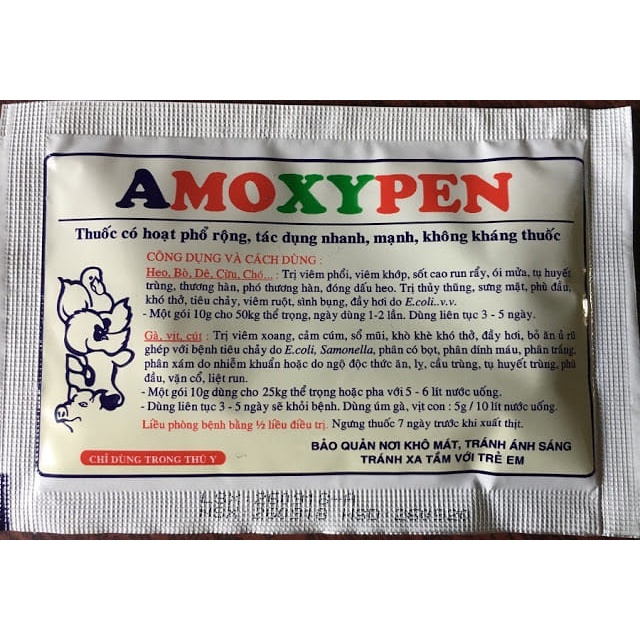 AMOXYPEN
Thuốc có hoạt phổ rộng, tác dụng nhanh, mạnh, không kháng thuốc
CÔNG DỤNG VÀ CÁCH DÙNG :
Heo, Bò, Dê, Cừu, Chó... : Trị viêm phổi, viêm khớp, sốt cao run rẩy, ói mửa, tụ huyết
trùng, thương hàn, phó thương hàn, đóng dấu heo. Trị thủy thũng, sưng mặt, phù đầu,
khó thở, tiêu chảy, viêm ruột, sình bụng, đầy hơi do E.coli..v.v.
- Một gói 10g cho 50kg thể trọng, ngày dùng 1-2 lần. Dùng liên tục 3 - 5 ngày.
Gà, vịt, cút : Trị viêm xoang, cảm cúm, sổ mũi, khò khè khó thở, đầy hơi, bỏ ăn ủ rũ
ghép với bệnh tiêu chảy do E.coli, Samonella, phân có bọt, phân dính máu, phân trắng,
phân xám do nhiễm khuẩn hoặc do ngộ độc thức ăn, lỵ, cầu trùng, tụ huyết trùng, phù
đầu, vặn cổ, liệt run.
- Một gói 10g dùng cho 25kg thể trọng hoặc pha với 5 - 6 lít nước uống.
- Dùng liên tục 3 - 5 ngày sẽ khỏi bệnh. Dùng úm gà, vịt con : 5g / 10 lít nước uống.
Liều phòng bệnh bằng ½ liều điều trị. Ngưng thuốc 7 ngày trước khi xuất thịt.
BẢO QUẢN NƠI KHÔ MÁT, TRÁNH ÁNH SÁNG
CHỈ DÙNG TRONG THÚ Y
TRÁNH XA TẦM VỚI TRẺ EM